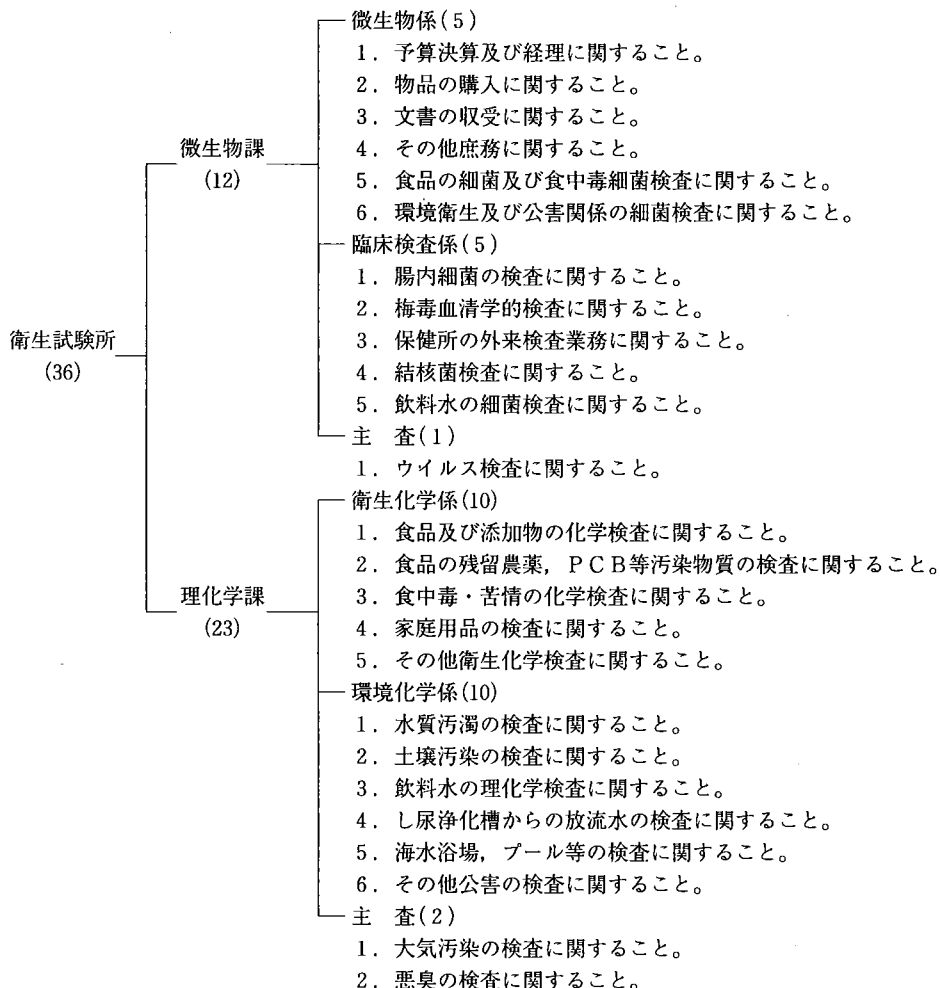 微生物係(5)
1．予算決算及び経理に関すること。
2．物品の購入に関すること。
3．文書の収受に関すること。
微生物課
4．その他庶務に関すること。
(12)
5．食品の細菌及び食中毒細菌検査に関すること。
6．環境衛生及び公害関係の細菌検査に関すること。
臨床検査係(5)
1．腸内細菌の検査に関すること。
2．梅毒血清学的検査に関すること。
衛生試験所
3．保健所の外来検査業務に関すること。
(36)
4．結核菌検査に関すること。
5．飲料水の細菌検査に関すること。
主　査(1)
1．ウイルス検査に関すること。
衛生化学係(10)
1．食品及び添加物の化学検査に関すること。
2．食品の残留農薬，ＰＣＢ等汚染物質の検査に関すること。
理化学課
3．食中毒・苦情の化学検査に関すること。
(23)
4．家庭用品の検査に関すること。
5．その他衛生化学検査に関すること。
環境化学係(10)
1．水質汚濁の検査に関すること。
2．土壌汚染の検査に関すること。
3．飲料水の理化学検査に関すること。
4．し尿浄化槽からの放流水の検査に関すること。
5．海水浴場，プール等の検査に関すること。
6．その他公害の検査に関すること。
主　査(2)
1．大気汚染の検査に関すること。
2．悪臭の検査に関すること。